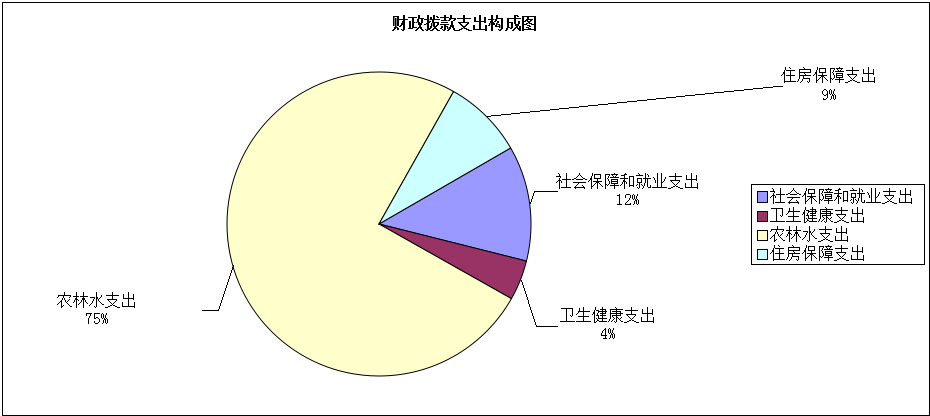 财政拨款支出构成图
住房保障支出
9%
社会保障和就业支出
12%
社会保障和就业支出
卫生健康支出
农林水支出
住房保障支出
农林水支出
75%
卫生健康支出
4%